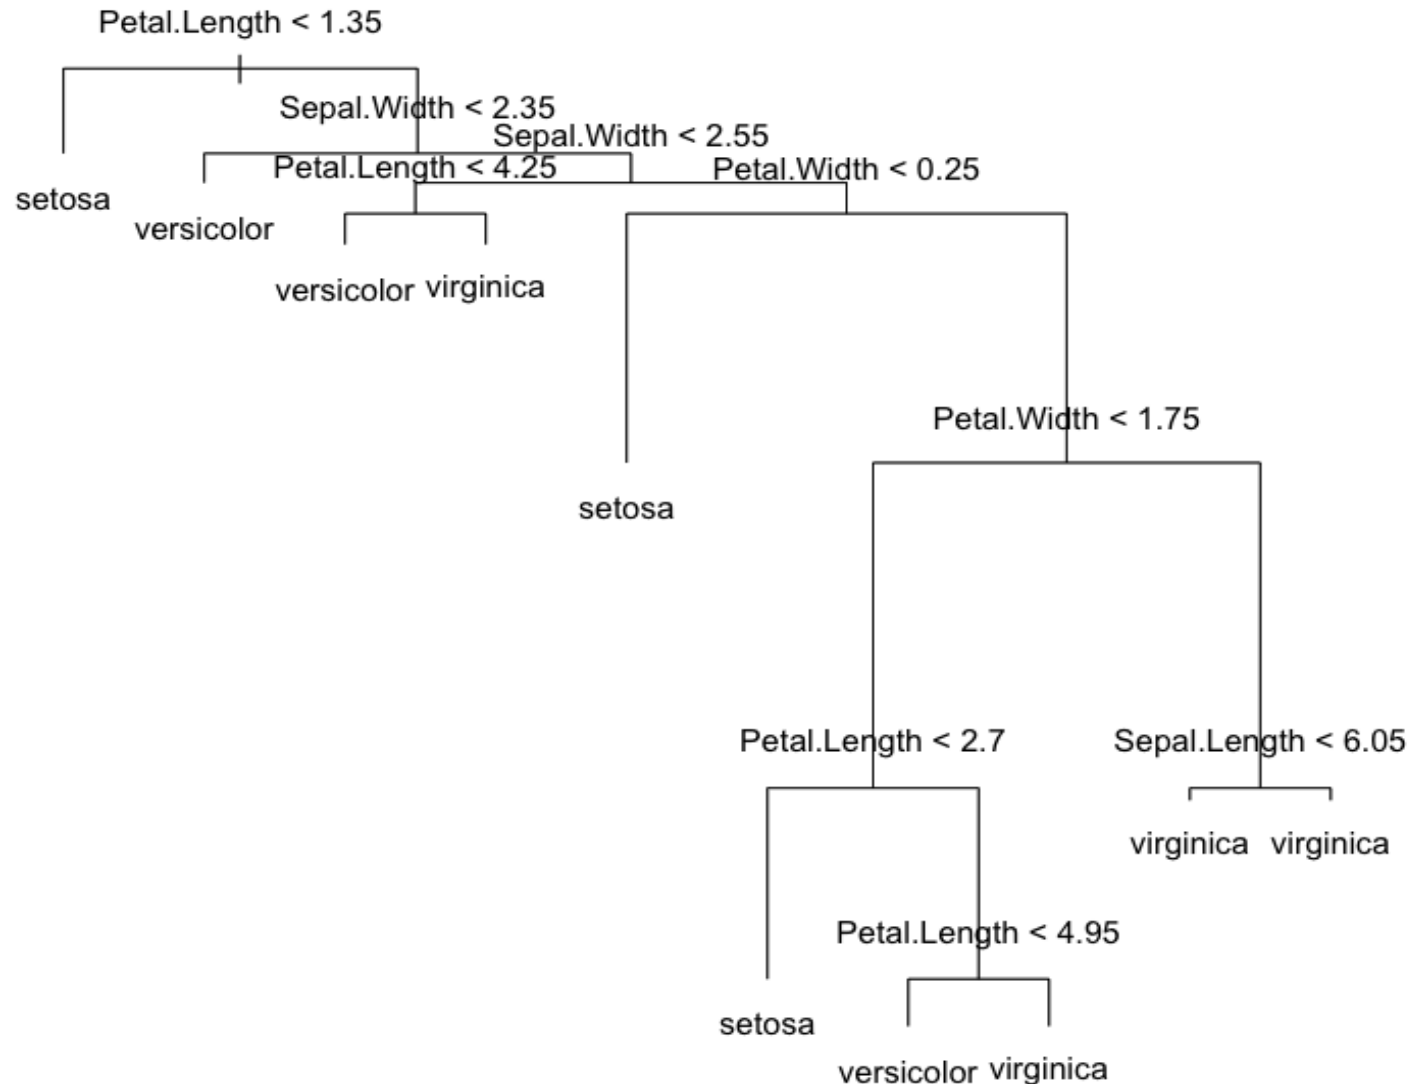 Petal.Length < 1.35
Sepal.Width < 2.35
Sepal.Width < 2.55
Petal.Length < 4.25
Petal.Width < 0.25
setosa
versicolor
versicolor
virginica
Petal.Width < 1.75
setosa
Petal.Length < 2.7
Sepal.Length < 6.05
virginica
virginica
Petal.Length < 4.95
setosa
versicolor
virginica